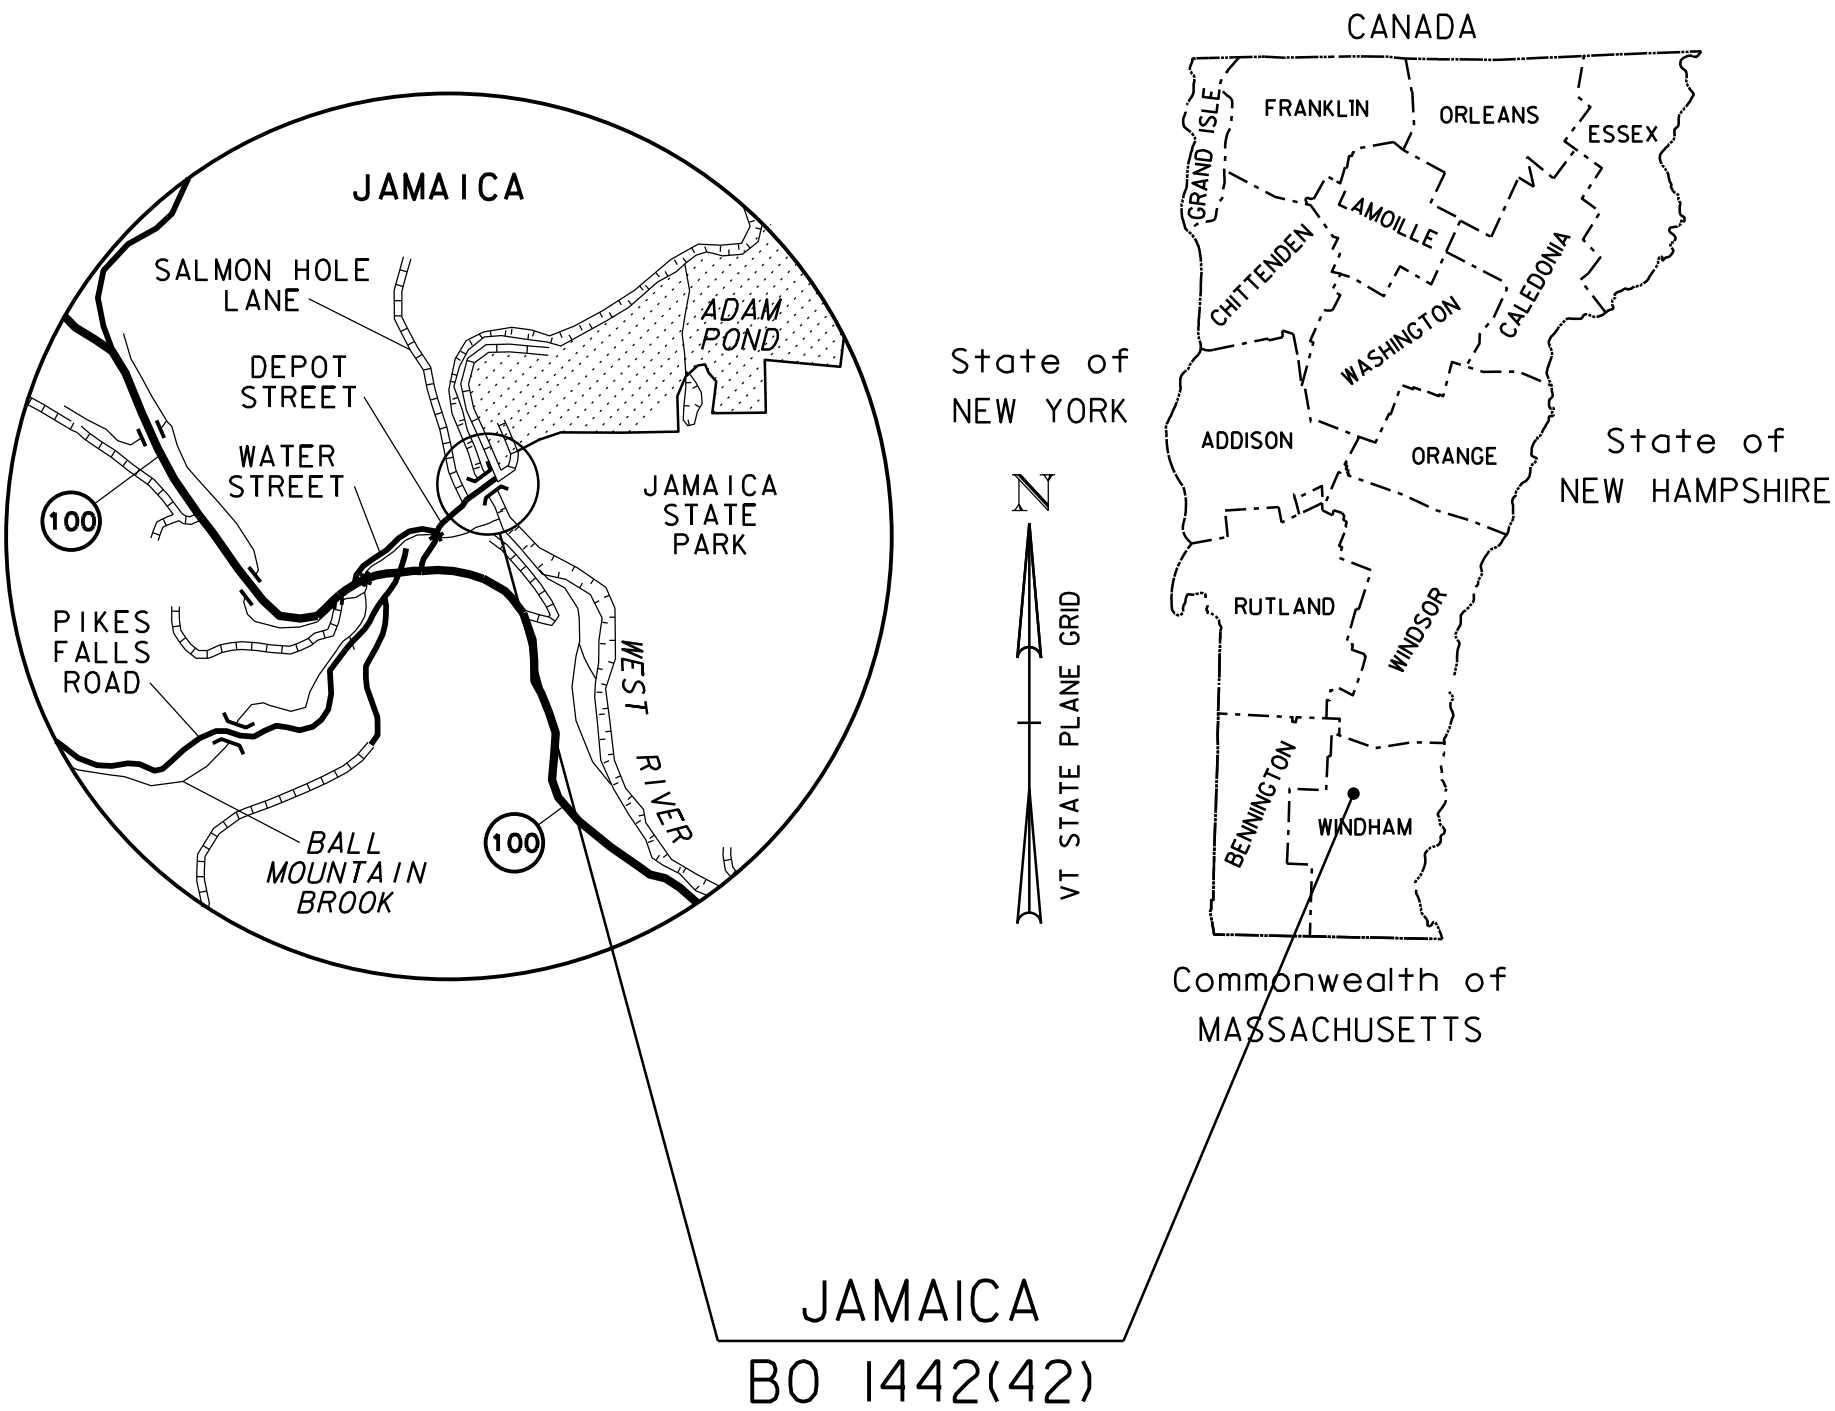 CANADA
JAMAICA
SALMON HOLE
LANE
DEPOT
STREET
WATER
STREET
100
PIKES
FALLS
ROAD
BALL
MOUNTAIN
BROOK
100
ADAM
POND
JAMAICA
STATE
PARK
WEST RIVER
State of
NEW YORK
N
VT STATE PLANE GRID
GRAND ISLE
FRANKLIN
ORLEANS
ESSEX
LAMOILLE
CHITTENDEN
CALEDONIA
WASHINGTON
ADDISON
ORANGE
State of
NEW HAMPSHIRE
RUTLAND
WINDSOR
BENNINGTON
WINDHAM
Commonwealth of
MASSACHUSETTS
JAMAICA
BO 1442(42)